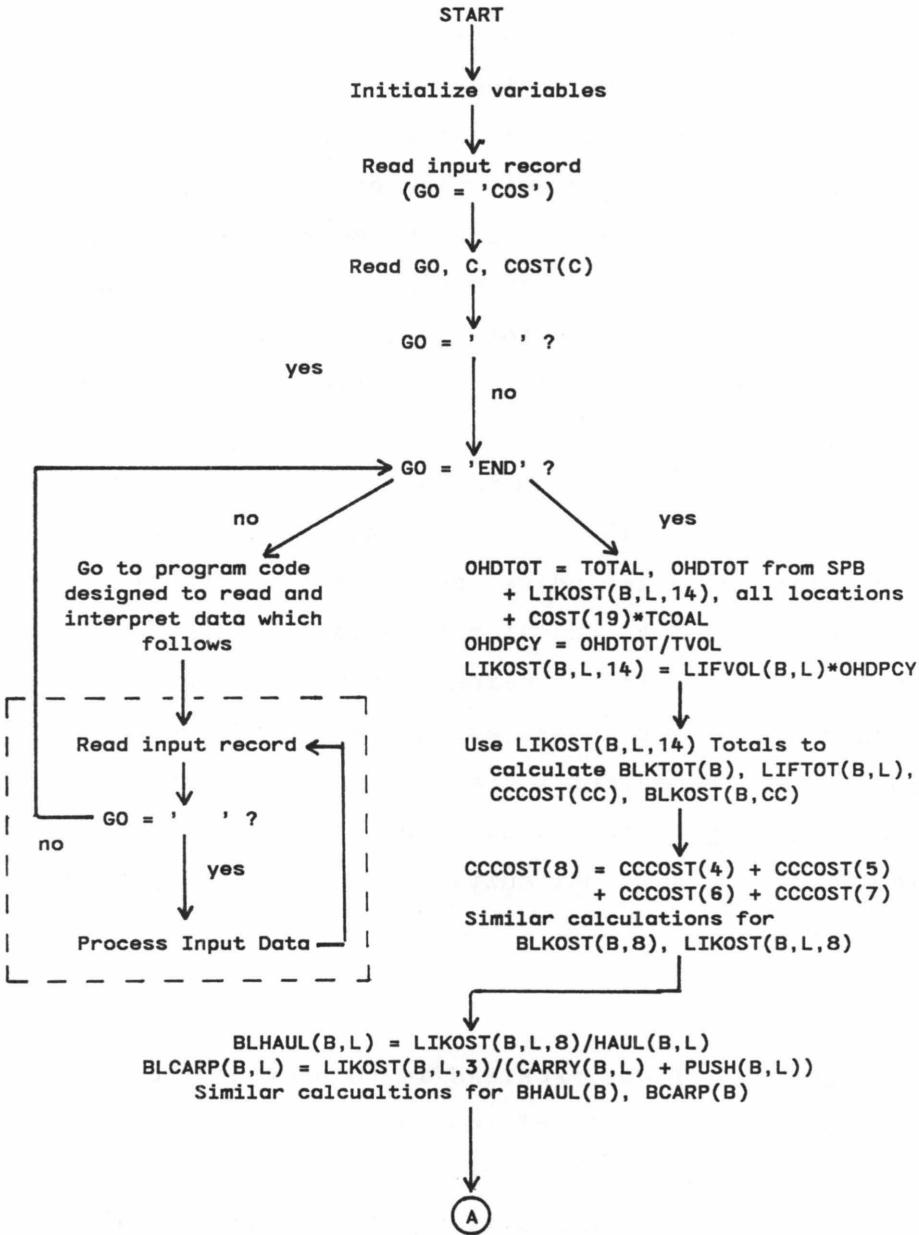 START
Initialize variables
Read input record
(GO = 'COS')
Read GO, C, COST(C)
GO = '   ' ?
yes
no
GO = 'END' ?
no
yes
Go to program code
designed to read and
interpret data which
follows
Read input record
GO = '   ' ?
no
yes
Process Input Data
OHDTOT = TOTAL, OHDTOT from SPB
+ LIKOST(B,L,14), all locations
+ COST(19)*TCOAL
OHDPCY = OHDTOT/TVOL
LIKOST(B,L,14) = LIFVOL(B,L)*OHDPCY
Use LIKOST(B,L,14) Totals to
calculate BLKTOT(B), LIFTOT(B,L),
CCCOST(CC), BLKOST(B,CC)
CCCOST(8) = CCCOST(4) + CCCOST(5)
+ CCCOST(6) + CCCOST(7)
Similar calculations for
BLKOST(B,8), LIKOST(B,L,8)
BLHAUL(B,L) = LIKOST(B,L,8)/HAUL(B,L)
BLCARP(B,L) = LIKOST(B,L,3)/(CARRY(B,L) + PUSH(B,L))
Similar calcualtions for BHAUL(B), BCARP(B)
A